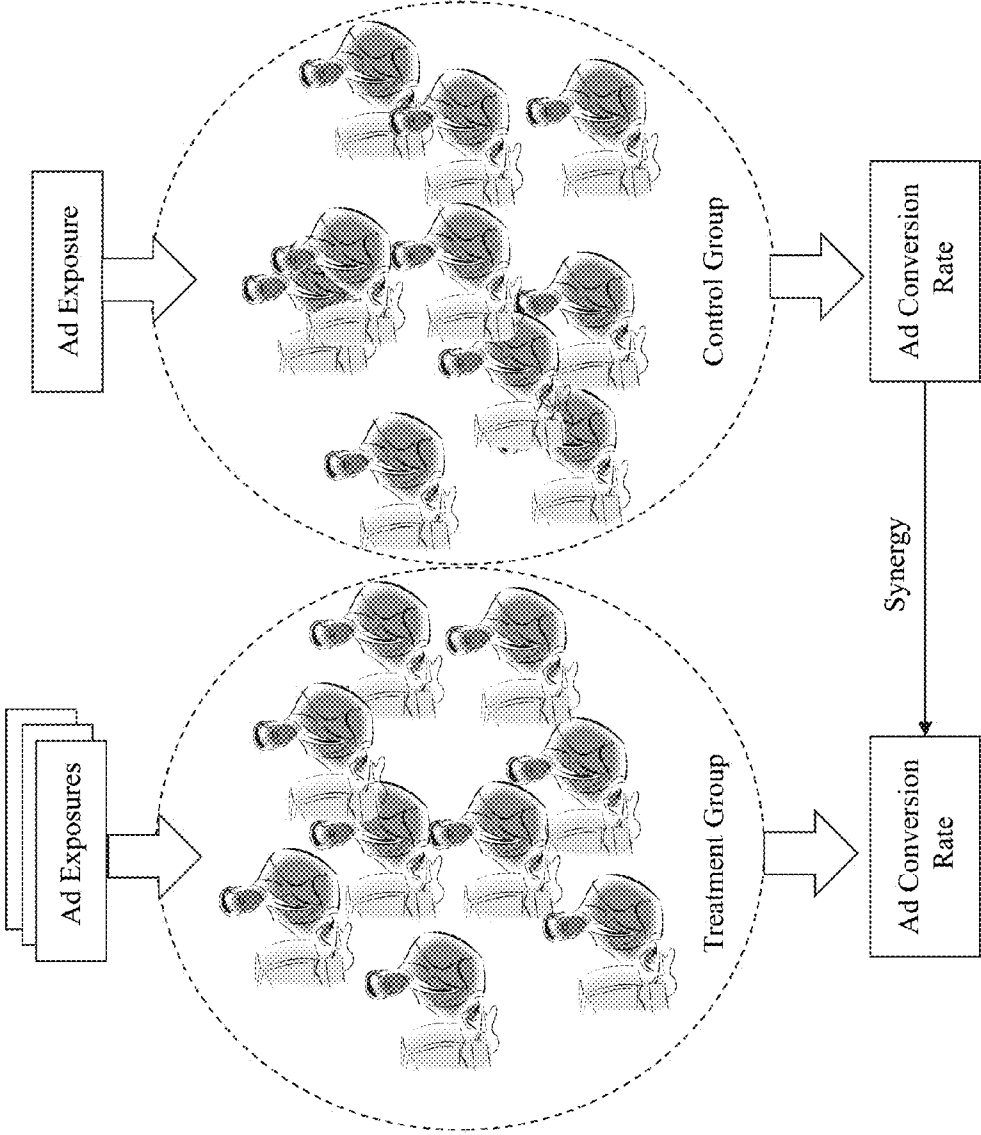 Ad Exposures
Treatment Group
Ad Conversion
Rate
Synergy
Ad Exposure
Control Group
Ad Conversion
Rate